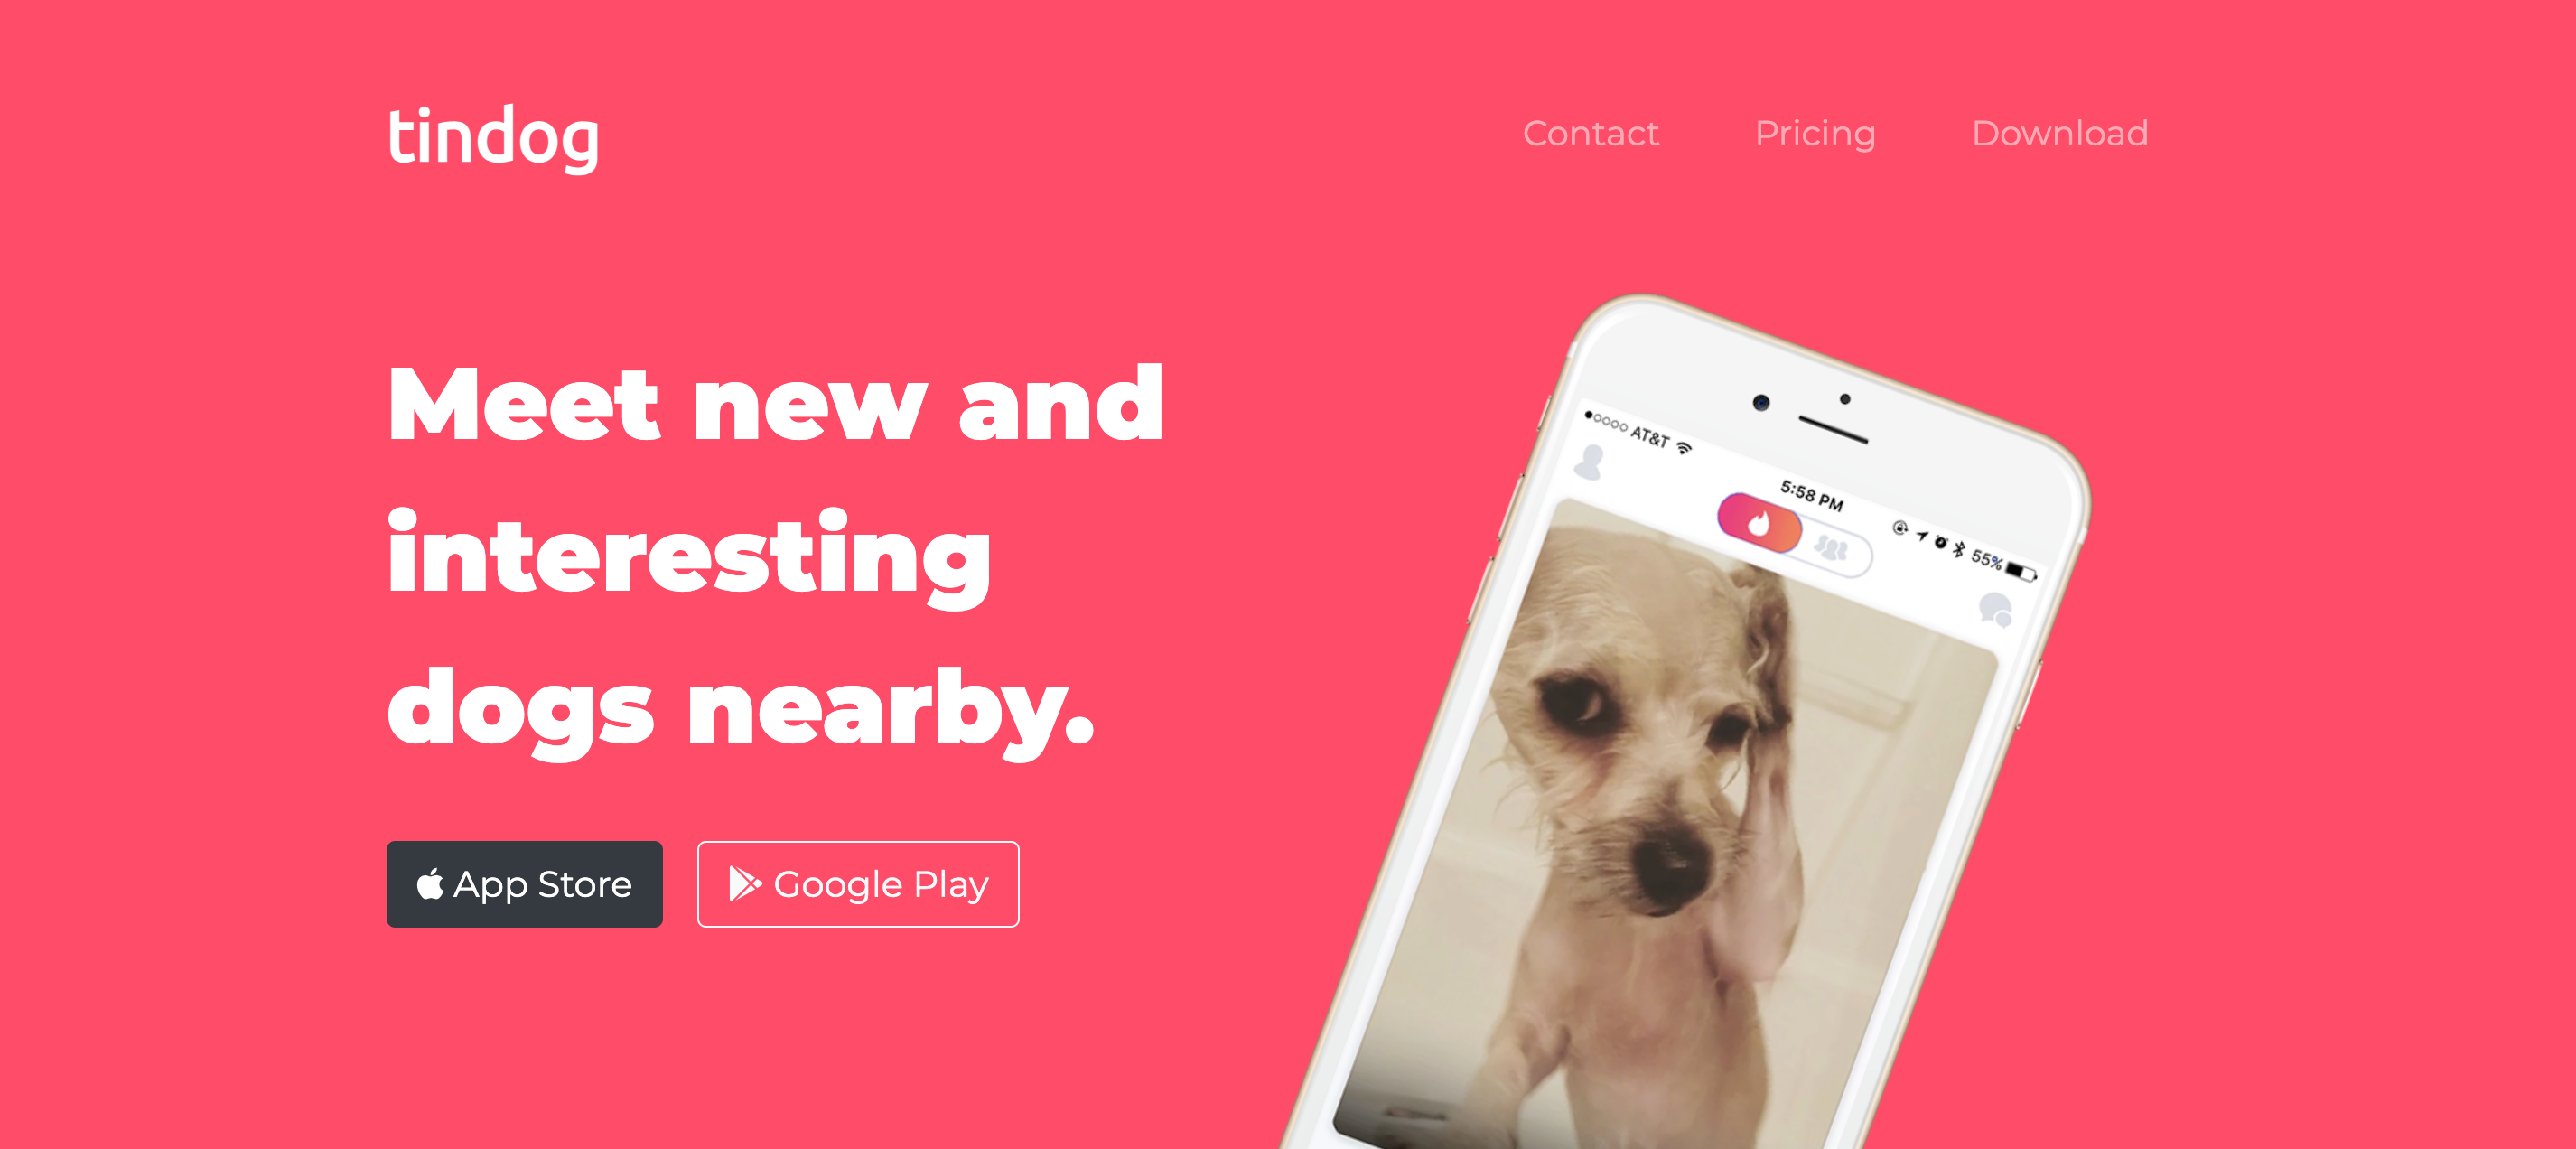 tindog
Contact Pricing Download
Meet new and
interesting
dogs nearby.
App Store
Google Play
AT&T
5:58 PM
55%